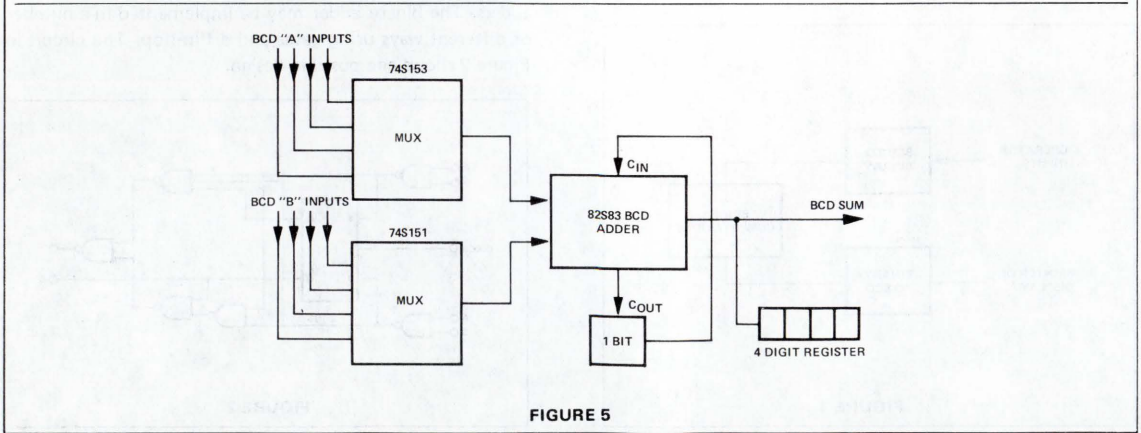 BCD "A" INPUTS
74S153
MUX
BCD "B" INPUTS
74S151
MUX
CIN
82S83 BCD
ADDER
BCD SUM
COUT
1 BIT
4 DIGIT REGISTER
FIGURE 5